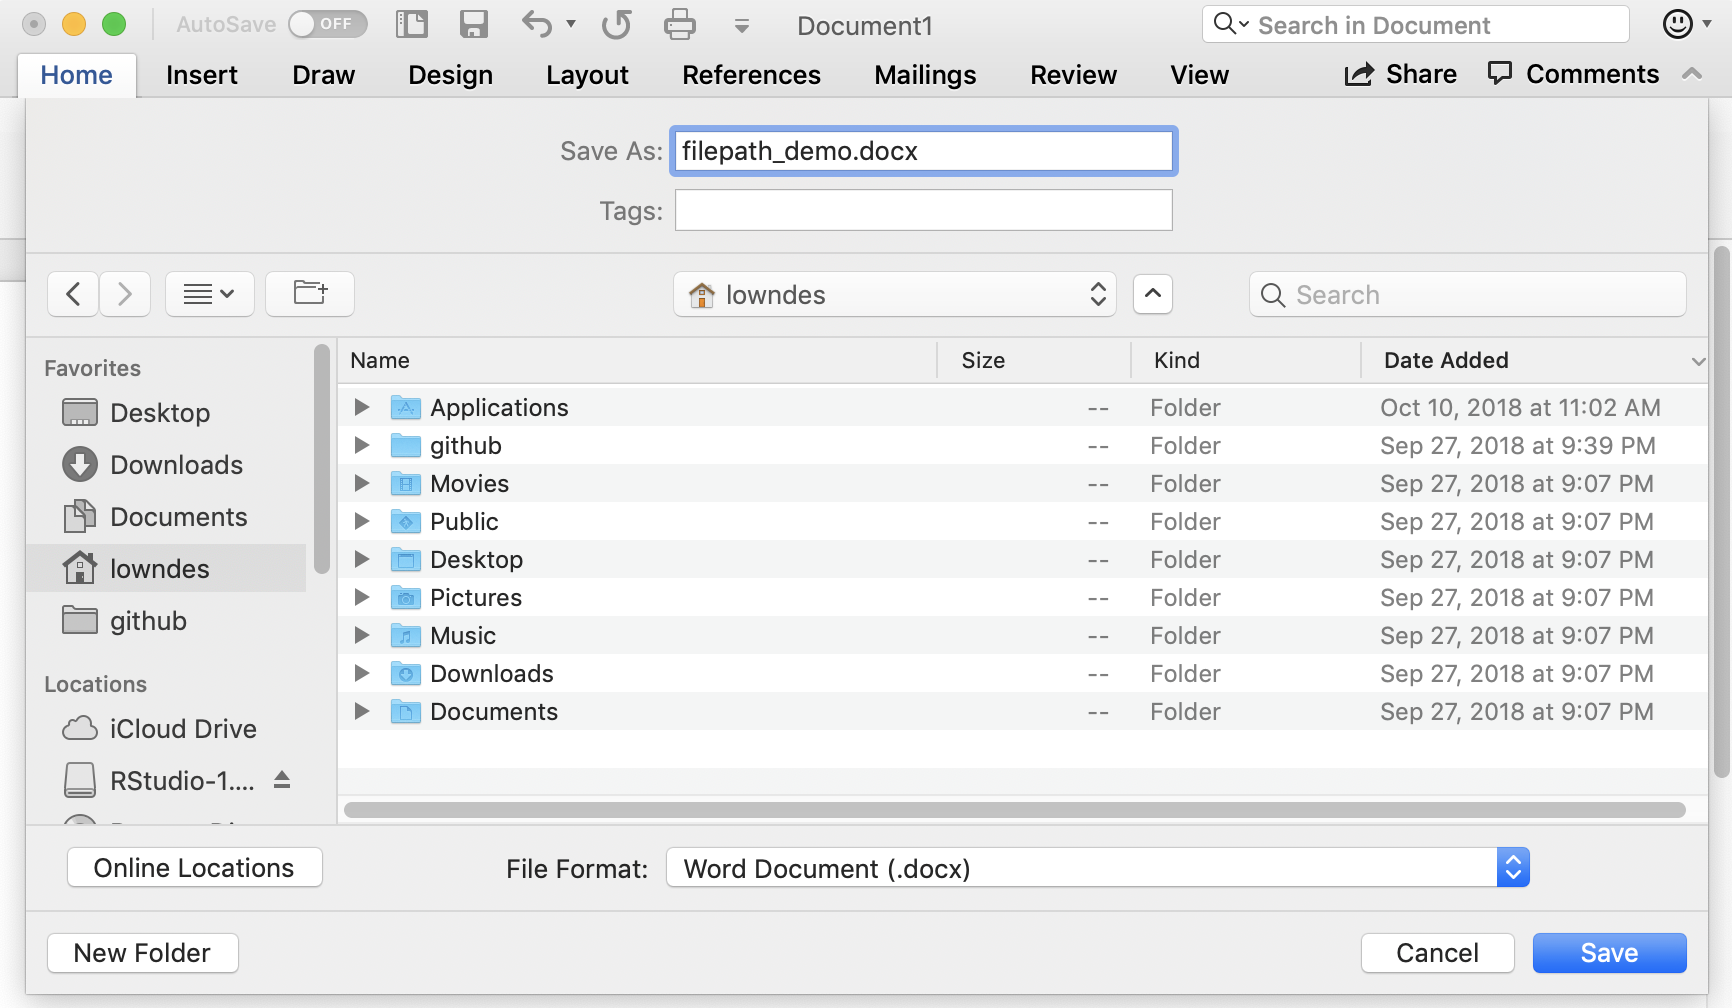 AutoSave OFF Document1 Search in Document
Home Insert Draw Design Layout References Mailings Review View Share Comments
Save As: filepath_demo.docx
Tags:
lowndes Search
Favorites
Desktop
Downloads
Documents
lowndes
github
Locations
iCloud Drive
RStudio-1....
Name Size Kind Date Added
Applications -- Folder Oct 10, 2018 at 11:02 AM
github -- Folder Sep 27, 2018 at 9:39 PM
Movies -- Folder Sep 27, 2018 at 9:07 PM
Public -- Folder Sep 27, 2018 at 9:07 PM
Desktop -- Folder Sep 27, 2018 at 9:07 PM
Pictures -- Folder Sep 27, 2018 at 9:07 PM
Music -- Folder Sep 27, 2018 at 9:07 PM
Downloads -- Folder Sep 27, 2018 at 9:07 PM
Documents -- Folder Sep 27, 2018 at 9:07 PM
Online Locations File Format: Word Document (.docx)
New Folder Cancel Save